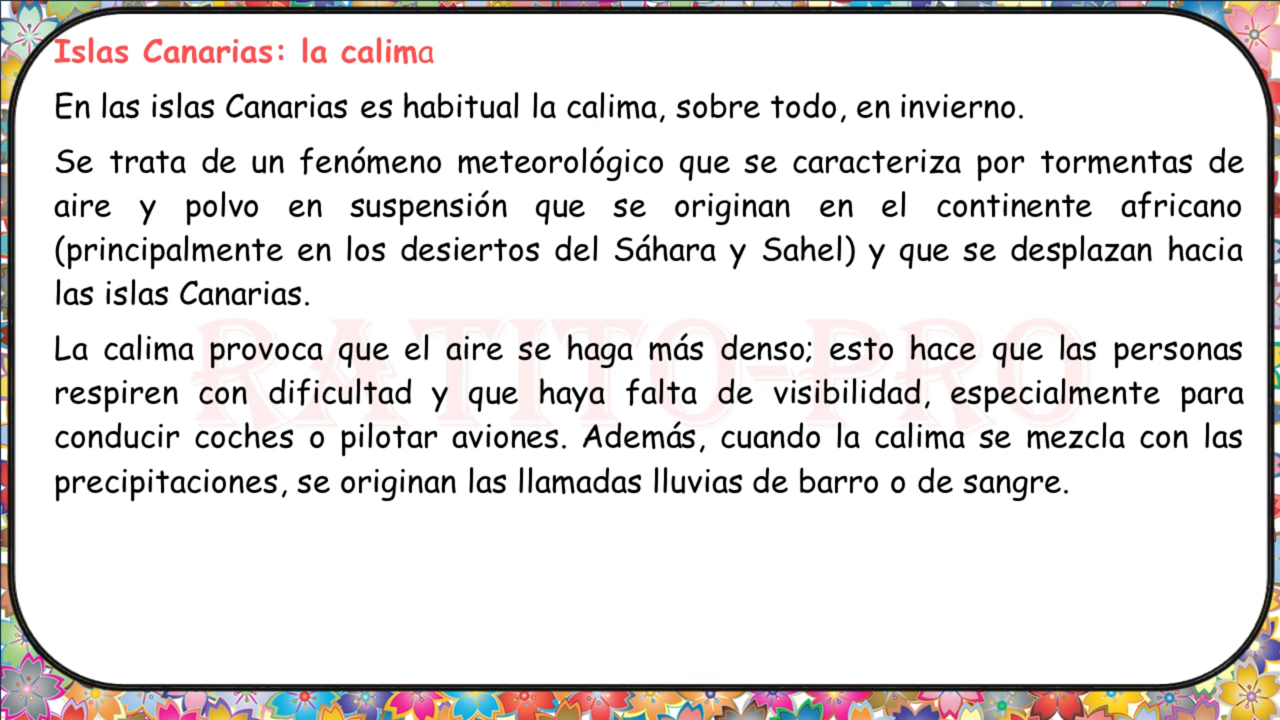 Islas Canarias: la calima
En las islas Canarias es habitual la calima, sobre todo, en invierno.
Se trata de un fenómeno meteorológico que se caracteriza por tormentas de
aire y polvo en suspensión que se originan en el continente africano
(principalmente en los desiertos del Sáhara y Sahel) y que se desplazan hacia
las islas Canarias.
RATITO-PRO
La calima provoca que el aire se haga más denso; esto hace que las personas
respiren con dificultad y que haya falta de visibilidad, especialmente para
conducir coches o pilotar aviones. Además, cuando la calima se mezcla con las
precipitaciones, se originan las llamadas lluvias de barro o de sangre.